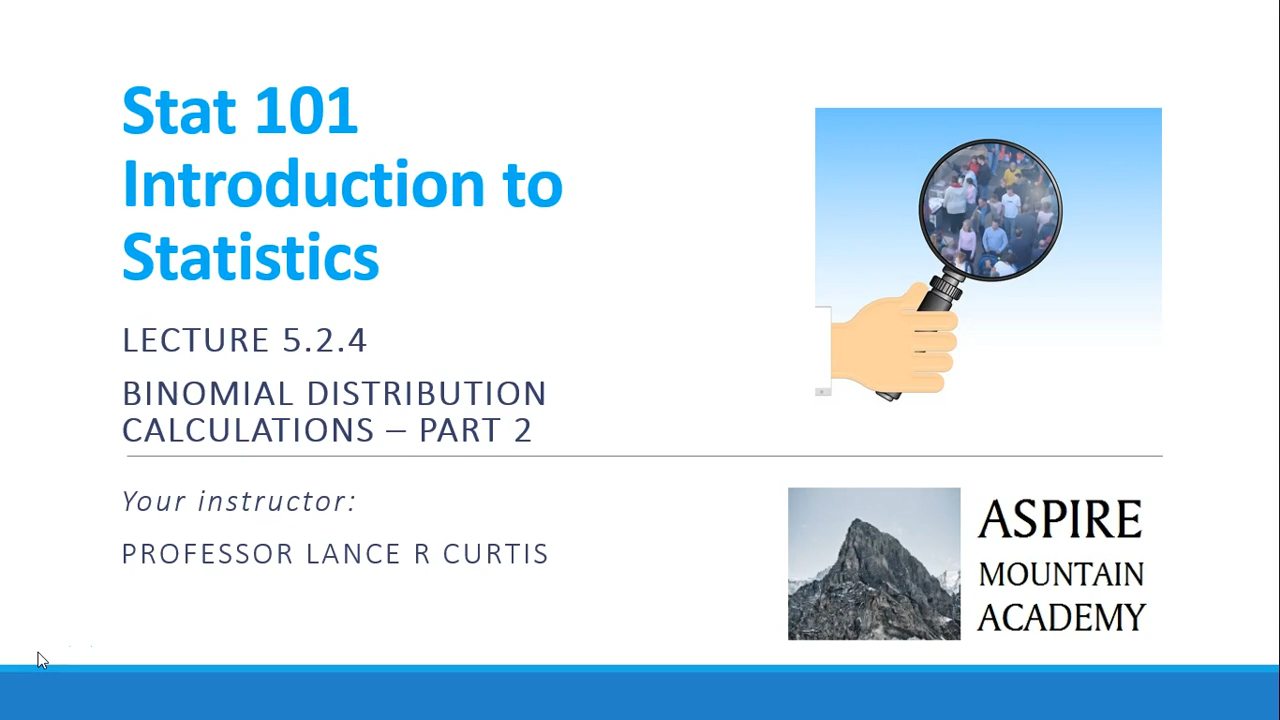 Stat 101
Introduction to
Statistics
LECTURE 5.2.4
BINOMIAL DISTRIBUTION
CALCULATIONS – PART 2
Your instructor:
PROFESSOR LANCE R CURTIS
ASPIRE
MOUNTAIN
ACADEMY